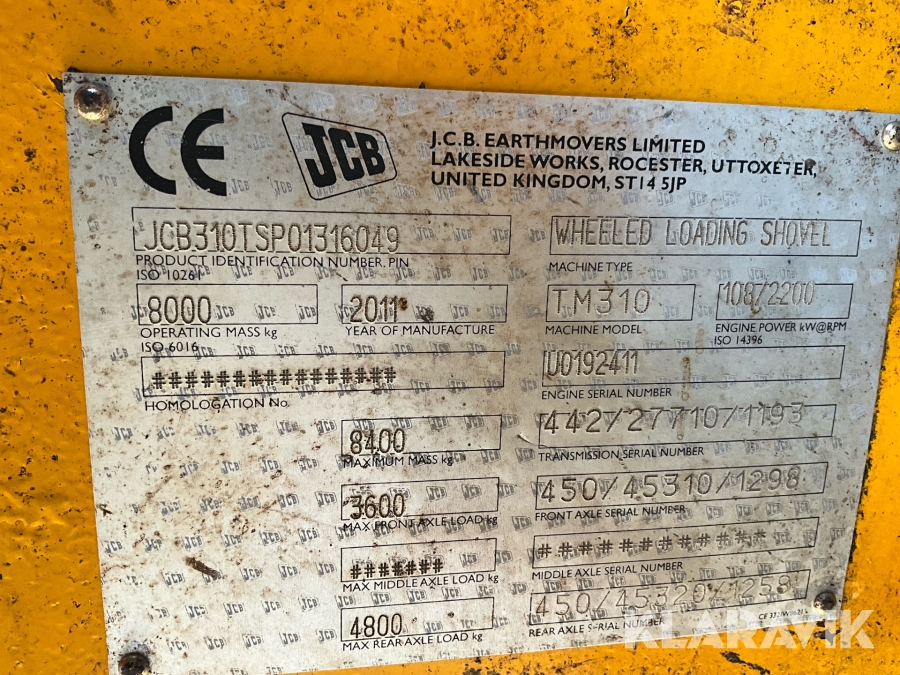 CE
JCB
J.C.B. EARTHMOVERS LIMITED
LAKESIDE WORKS, ROCESTER, UTTOXETER,
UNITED KINGDOM, ST14 5JP
JCB310TSP01316049
PRODUCT IDENTIFICATION NUMBER. PIN
ISO 10261
WHEELED LOADING SHOVEL
MACHINE TYPE
8000
OPERATING MASS kg
ISO 6016
2011
YEAR OF MANUFACTURE
TM310
MACHINE MODEL
108/2200
ENGINE POWER kW@RPM
ISO 14396
###############
HOMOLOGATION No.
U0192411
ENGINE SERIAL NUMBER
8400
MAXIMUM MASS kg
442/27710/1193
TRANSMISSION SERIAL NUMBER
3600
MAX FRONT AXLE LOAD kg
450/45310/1298
FRONT AXLE SERIAL NUMBER
#######
MAX MIDDLE AXLE LOAD kg
############
MIDDLE AXLE SERIAL NUMBER
4800
MAX REAR AXLE LOAD kg
450/45320/1258
REAR AXLE SERIAL NUMBER
KLARAVIK